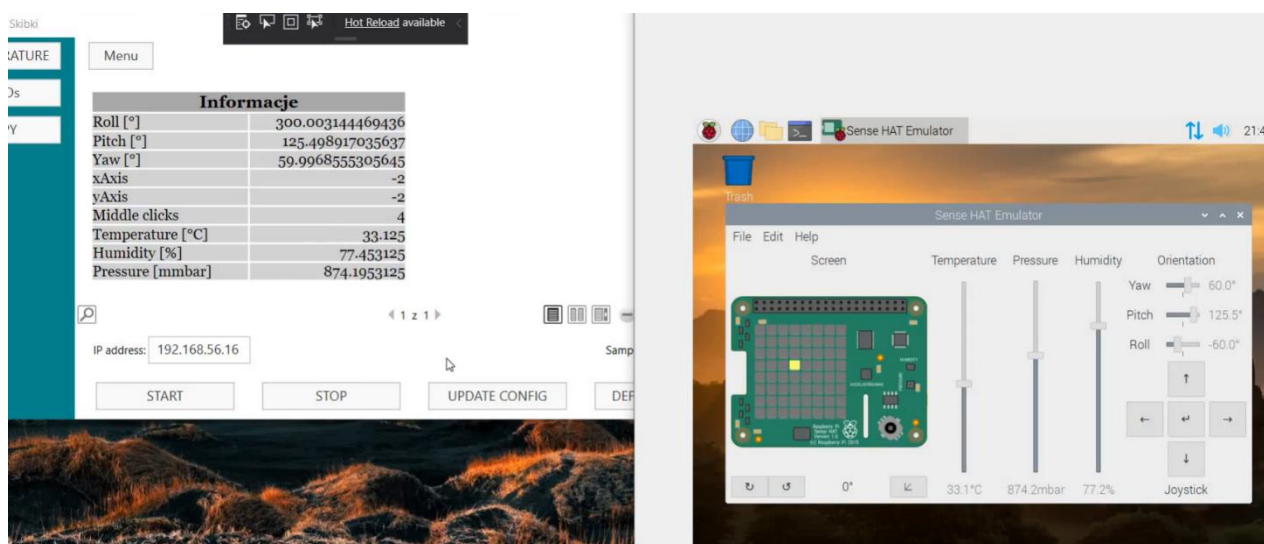 Skibki
Hot Reload available
ATURE
Ds
PY
Menu
Informacje
Roll [°] 300.003144469436
Pitch [°] 125.498917035637
Yaw [°] 59.9968555305645
xAxis -2
yAxis -2
Middle clicks 4
Temperature [°C] 33.125
Humidity [%] 77.453125
Pressure [mmbar] 874.1953125
1 z 1
IP address: 192.168.56.16
Samp
START STOP UPDATE CONFIG DEF
Sense HAT Emulator
21:4
Trash
Sense HAT Emulator
File Edit Help
Screen Temperature Pressure Humidity Orientation
Yaw 60.0°
Pitch 125.5°
Roll -60.0°
0° 33.1°C 874.2mbar 77.2% Joystick